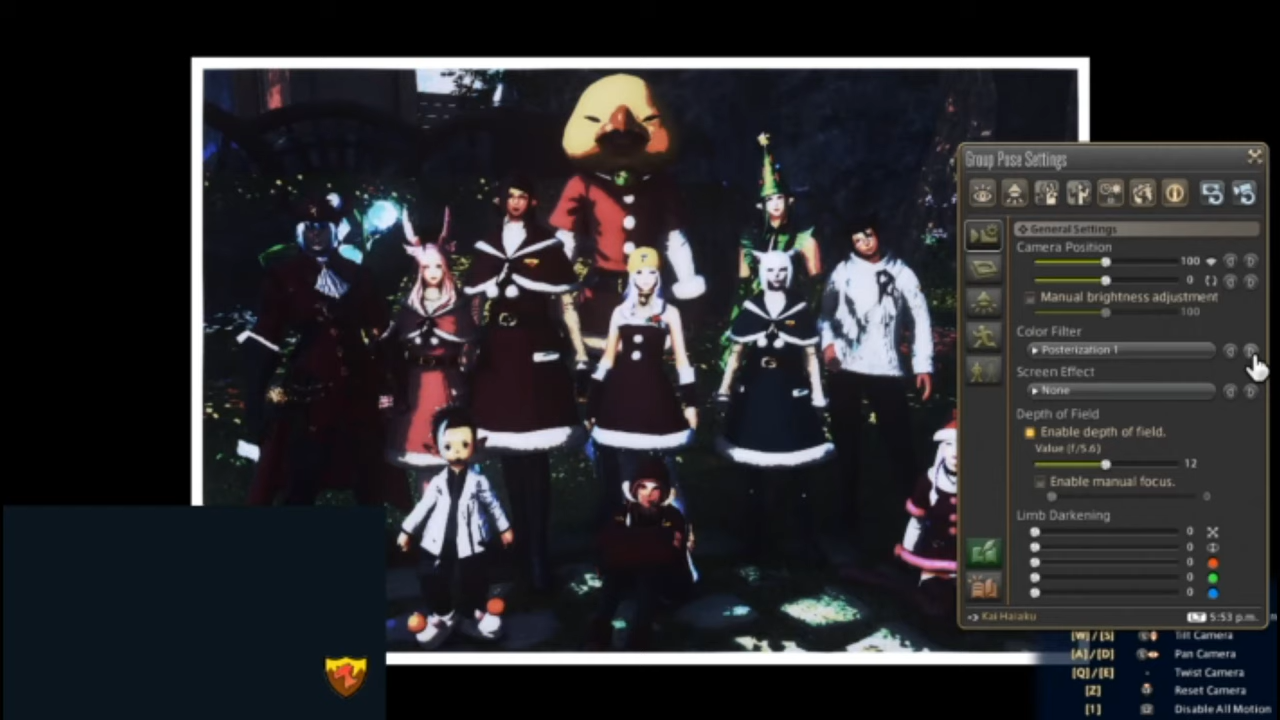 Group Pose Settings
General Settings
Camera Position
100
0
Manual brightness adjustment
100
Color Filter
Posterization 1
Screen Effect
None
Depth of Field
Enable depth of field.
Value (f/5.6)
12
Enable manual focus.
0
Limb Darkening
0
0
0
0
0
Kai Haiaku
LT 5:53 p.m.
[W]/[S] Tilt Camera
[A]/[D] Pan Camera
[Q]/[E] Twist Camera
[Z] Reset Camera
[1] Disable All Motion